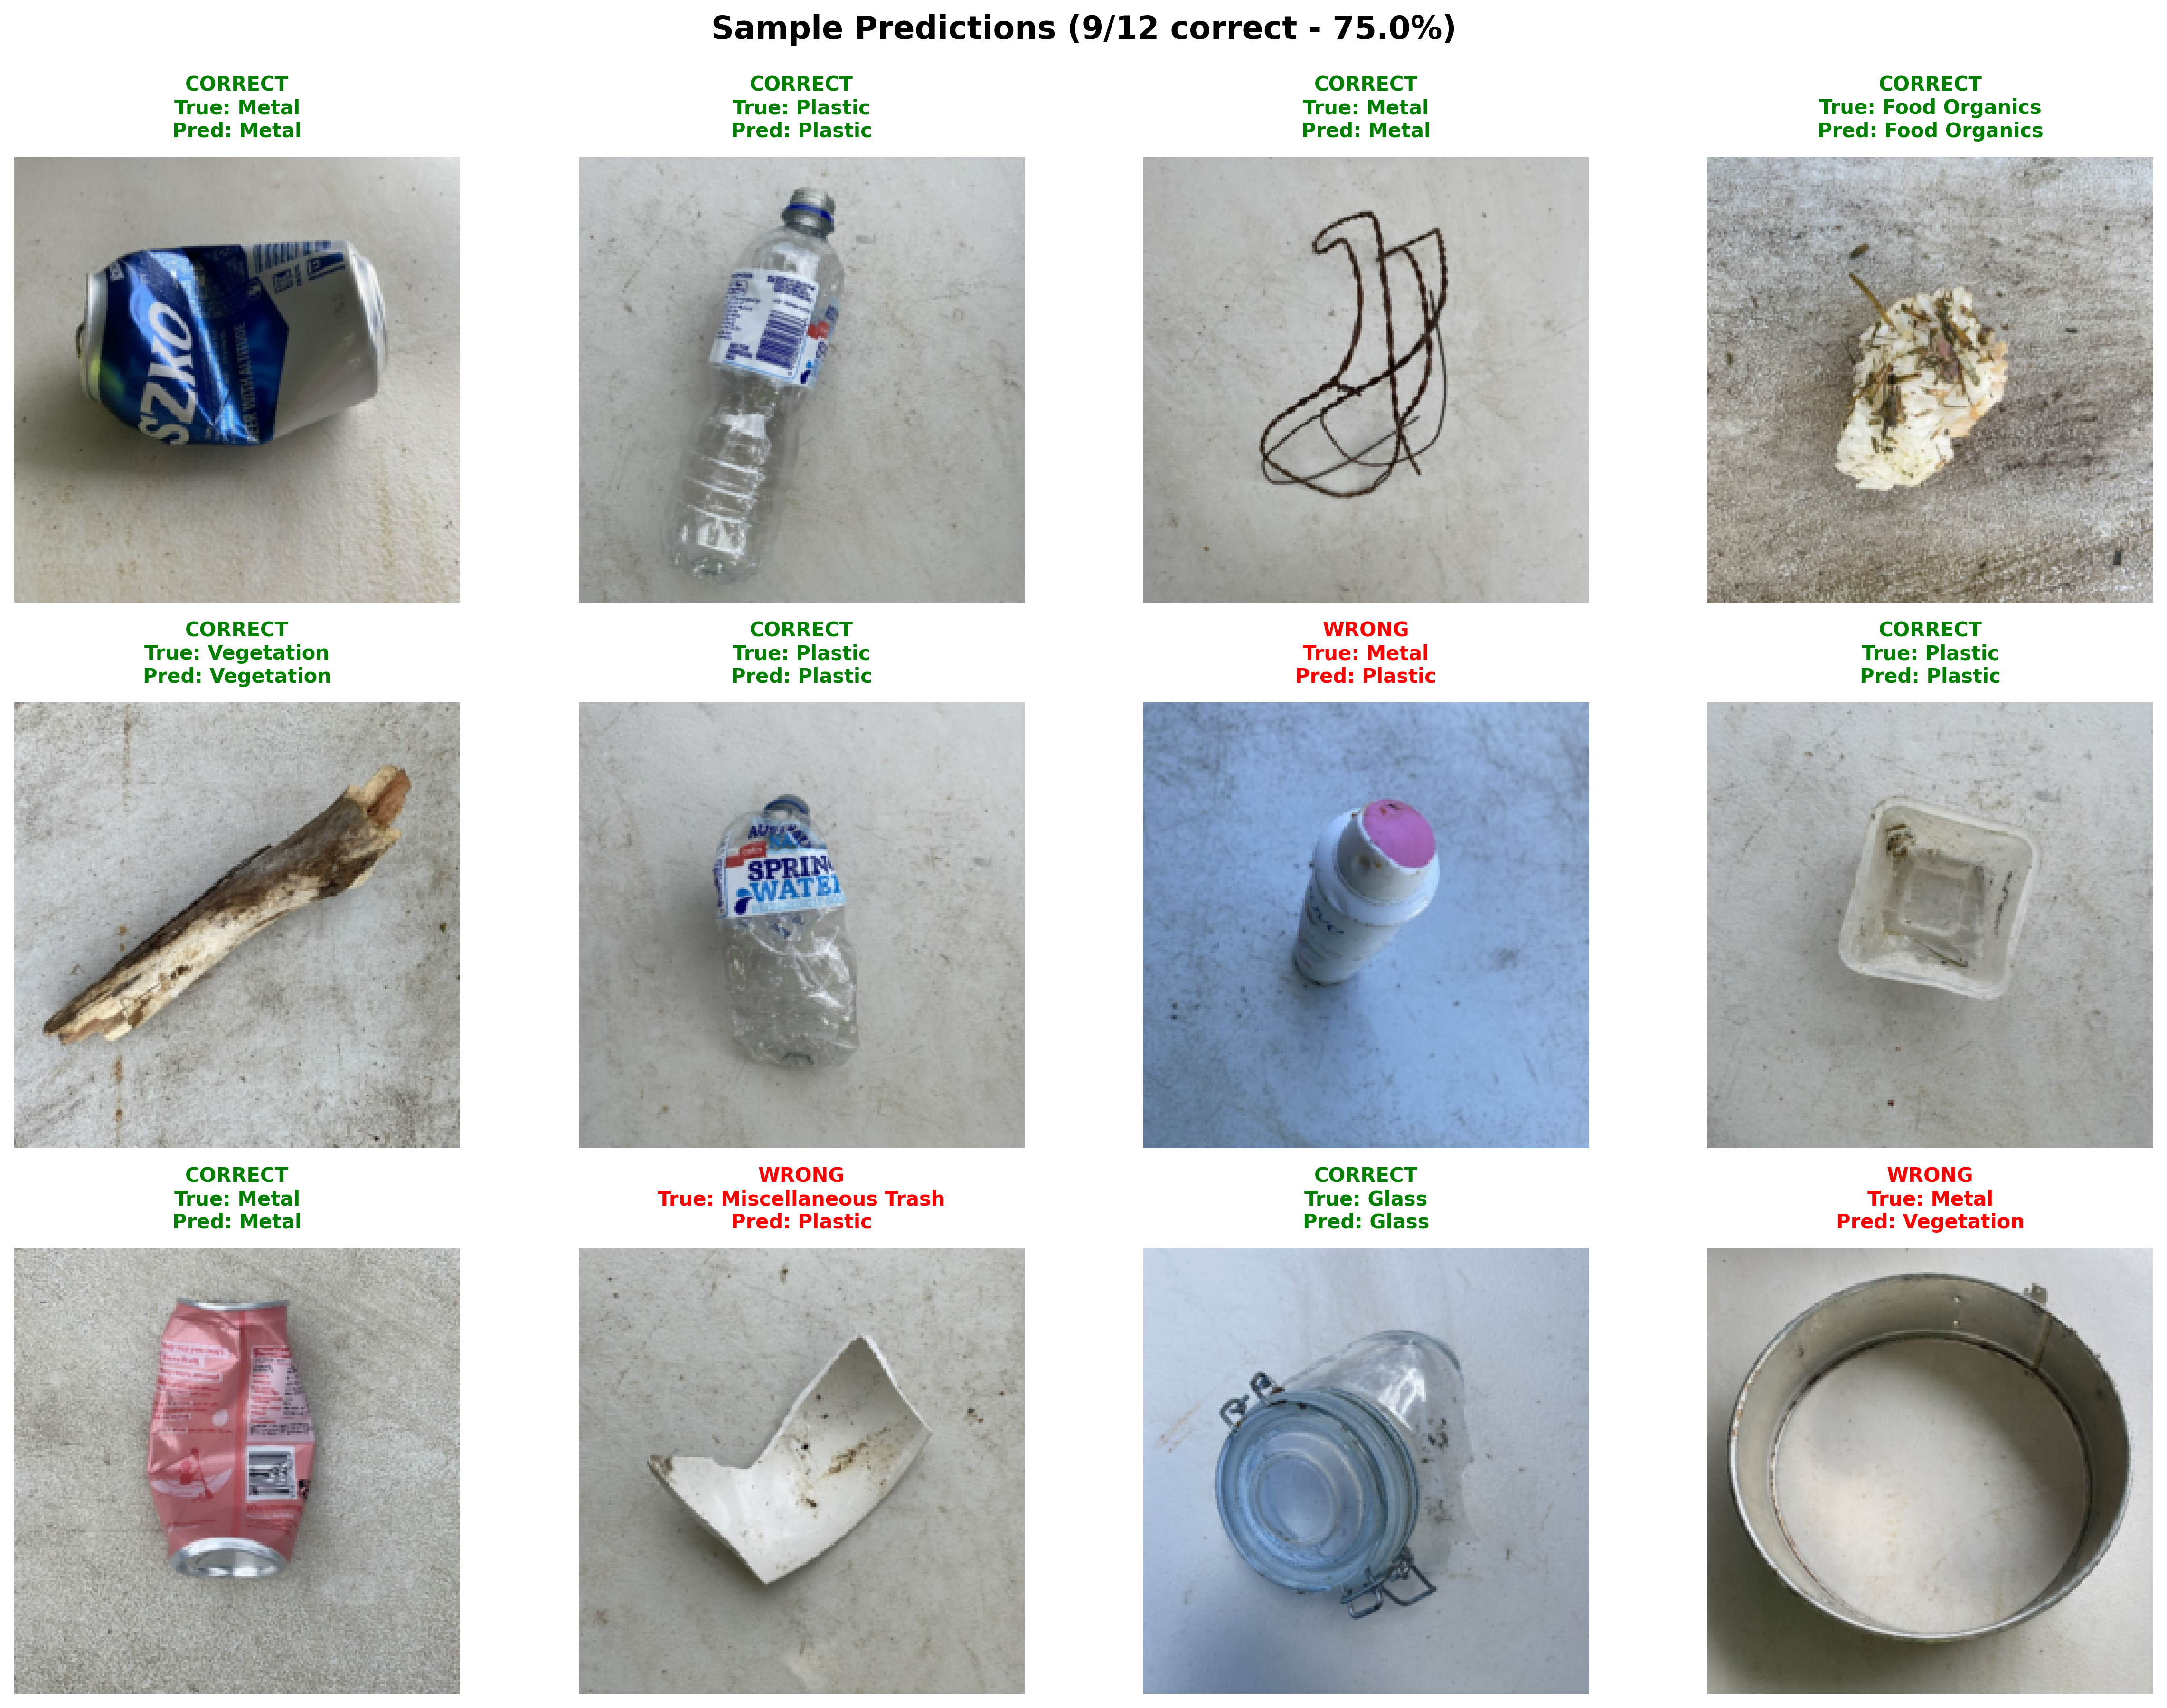 Sample Predictions (9/12 correct - 75.0%)
CORRECT
True: Metal
Pred: Metal
CORRECT
True: Plastic
Pred: Plastic
CORRECT
True: Metal
Pred: Metal
CORRECT
True: Food Organics
Pred: Food Organics
SZKO
BEER WITH ALTITUDE
CORRECT
True: Vegetation
Pred: Vegetation
CORRECT
True: Plastic
Pred: Plastic
WRONG
True: Metal
Pred: Plastic
CORRECT
True: Plastic
Pred: Plastic
SPRING
WATER
CORRECT
True: Metal
Pred: Metal
WRONG
True: Miscellaneous Trash
Pred: Plastic
CORRECT
True: Glass
Pred: Glass
WRONG
True: Metal
Pred: Vegetation